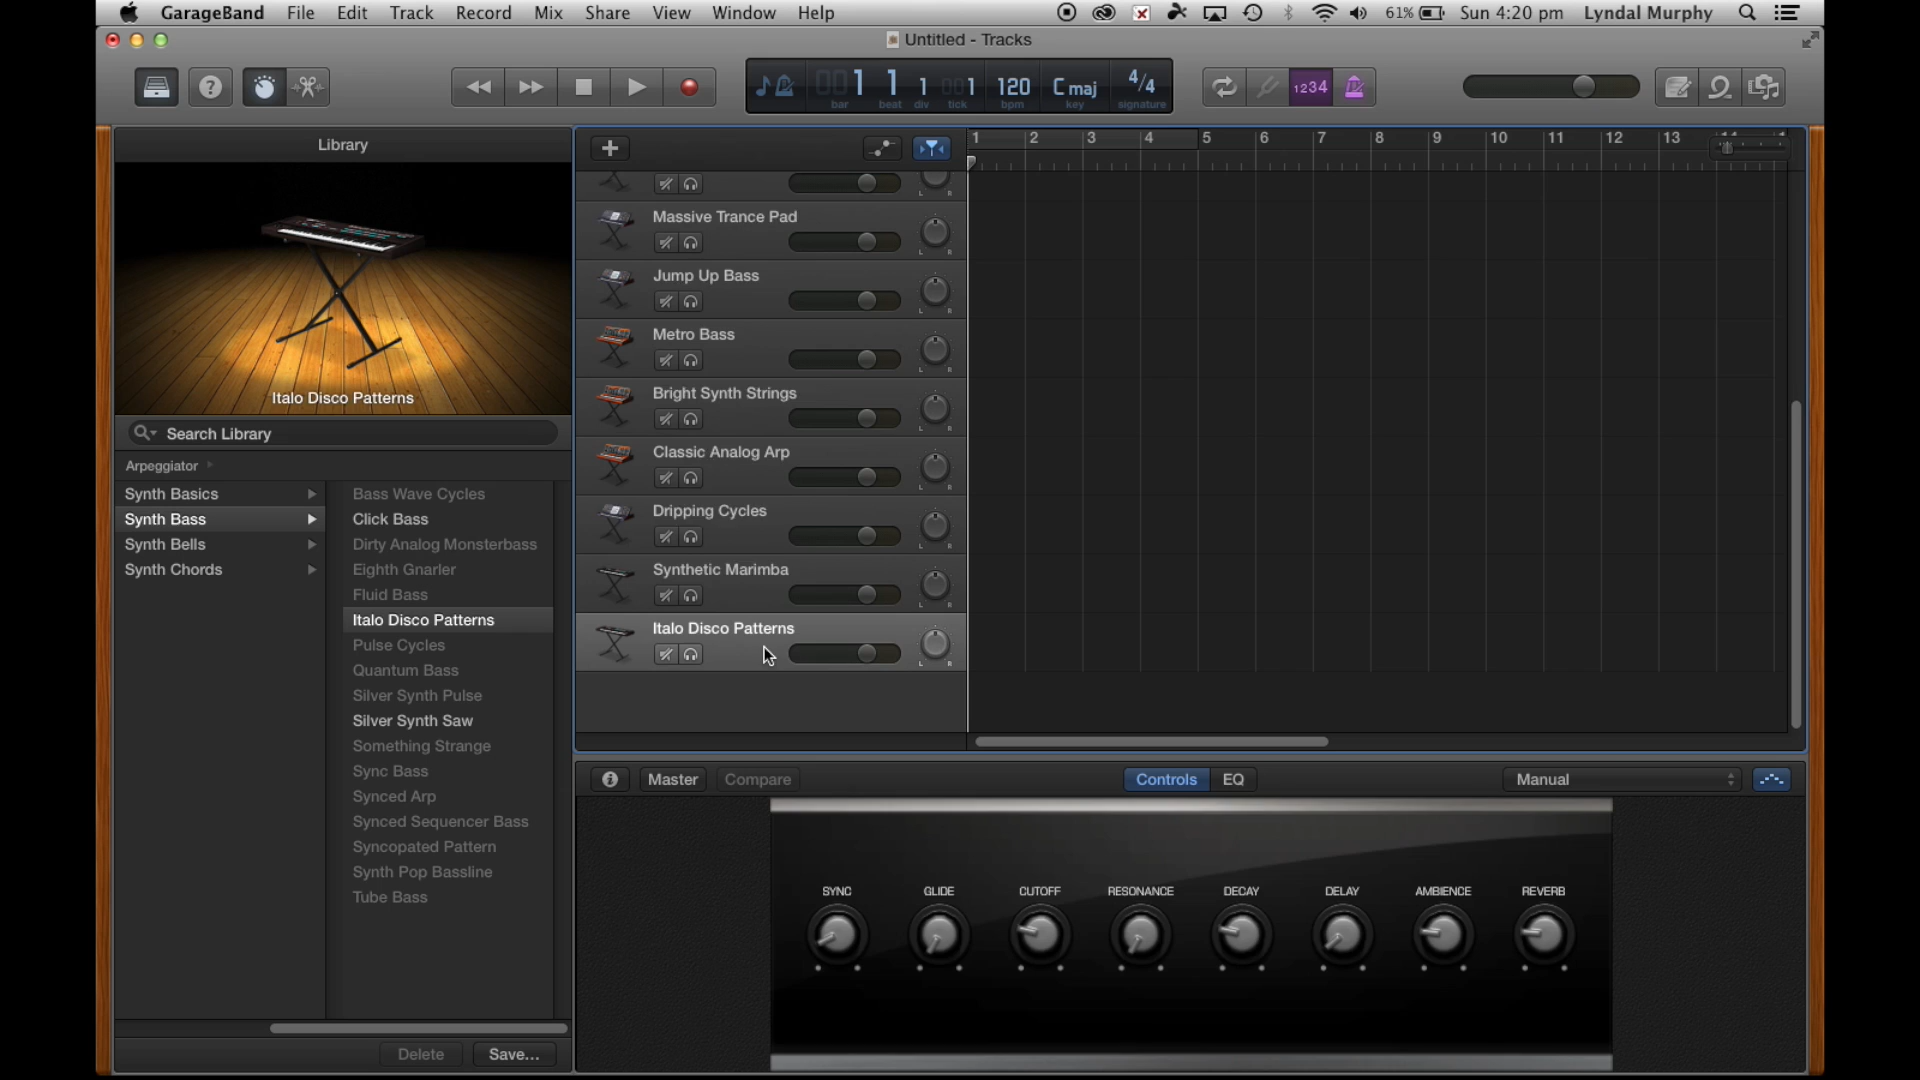 GarageBand File Edit Track Record Mix Share View Window Help 61% Sun 4:20 pm Lyndal Murphy
Untitled - Tracks
1 1 1 1 120 C maj 4/4
bar beat div tick bpm key signature
1234
Library
1 2 3 4 5 6 7 8 9 10 11 12 13 14
L R
Massive Trance Pad
L R
Jump Up Bass
L R
Metro Bass
L R
Bright Synth Strings
L R
Classic Analog Arp
L R
Dripping Cycles
L R
Synthetic Marimba
L R
Italo Disco Patterns
L R
Italo Disco Patterns
Search Library
Arpeggiator
Synth Basics
Synth Bass
Synth Bells
Synth Chords
Bass Wave Cycles
Click Bass
Dirty Analog Monsterbass
Eighth Gnarler
Fluid Bass
Italo Disco Patterns
Pulse Cycles
Quantum Bass
Silver Synth Pulse
Silver Synth Saw
Something Strange
Sync Bass
Synced Arp
Synced Sequencer Bass
Syncopated Pattern
Synth Pop Bassline
Tube Bass
Delete Save...
Master Compare Controls EQ Manual
SYNC GLIDE CUTOFF RESONANCE DECAY DELAY AMBIENCE REVERB